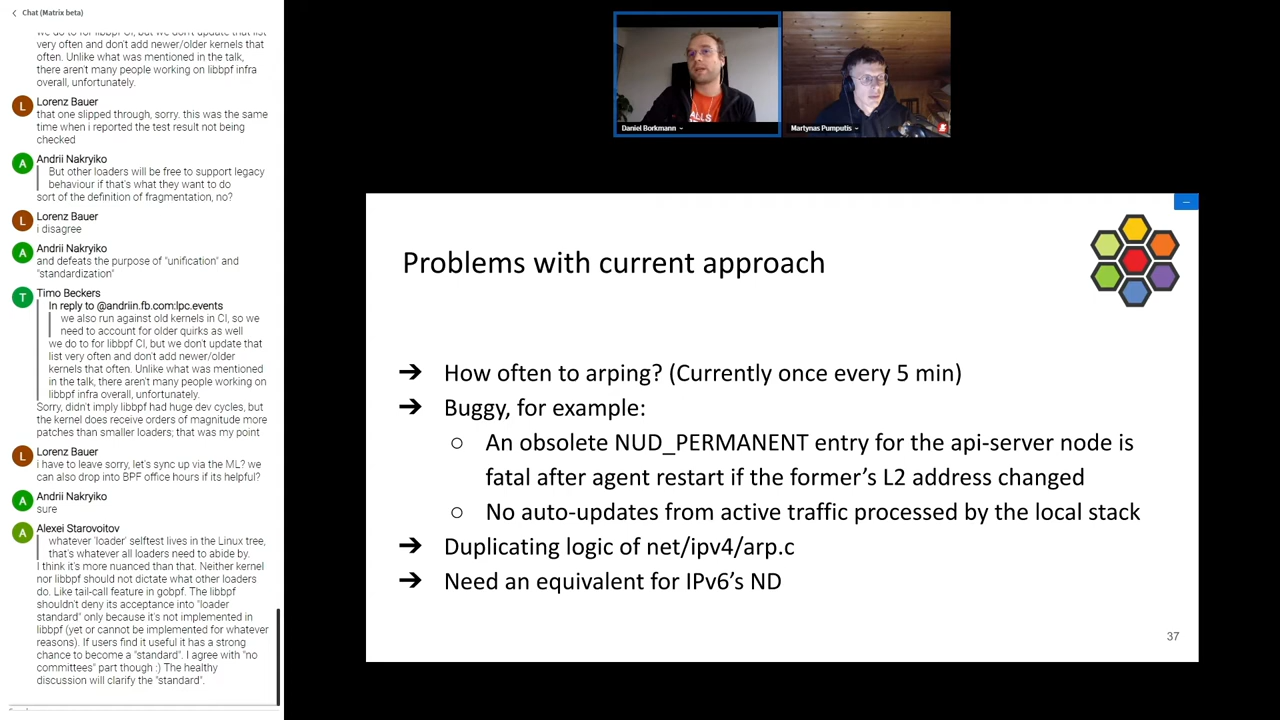 Chat (Matrix beta)
we do to for libbpf CI, but we don't update that list
very often and don't add newer/older kernels that
often. Unlike what was mentioned in the talk,
there aren't many people working on libbpf infra
overall, unfortunately.
L
Lorenz Bauer
that one slipped through, sorry. this was the same
time when i reported the test result not being
checked
A
Andrii Nakryiko
But other loaders will be free to support legacy
behaviour if that's what they want to do
sort of the definition of fragmentation, no?
L
Lorenz Bauer
i disagree
A
Andrii Nakryiko
and defeats the purpose of "unification" and
"standardization"
T
Timo Beckers
In reply to @andriin.fb.com:lpc.events
we also run against old kernels in CI, so we
need to account for older quirks as well
we do to for libbpf CI, but we don't update that
list very often and don't add newer/older
kernels that often. Unlike what was mentioned
in the talk, there aren't many people working on
libbpf infra overall, unfortunately.
Sorry, didn't imply libbpf had huge dev cycles, but
the kernel does receive orders of magnitude more
patches than smaller loaders; that was my point
L
Lorenz Bauer
i have to leave sorry, let's sync up via the ML? we
can also drop into BPF office hours if its helpful?
A
Andrii Nakryiko
sure
A
Alexei Starovoitov
whatever 'loader' selftest lives in the Linux tree,
that's whatever all loaders need to abide by.
I think it's more nuanced than that. Neither kernel
nor libbpf should not dictate what other loaders
do. Like tail-call feature in gobpf. The libbpf
shouldn't deny its acceptance into "loader
standard" only because it's not implemented in
libbpf (yet or cannot be implemented for whatever
reasons). If users find it useful it has a strong
chance to become a "standard". I agree with "no
committees" part though :) The healthy
discussion will clarify the "standard".
Daniel Borkmann
Martynas Pumputis
Problems with current approach
➔ How often to arping? (Currently once every 5 min)
➔ Buggy, for example:
○ An obsolete NUD_PERMANENT entry for the api-server node is
fatal after agent restart if the former's L2 address changed
○ No auto-updates from active traffic processed by the local stack
➔ Duplicating logic of net/ipv4/arp.c
➔ Need an equivalent for IPv6's ND
37